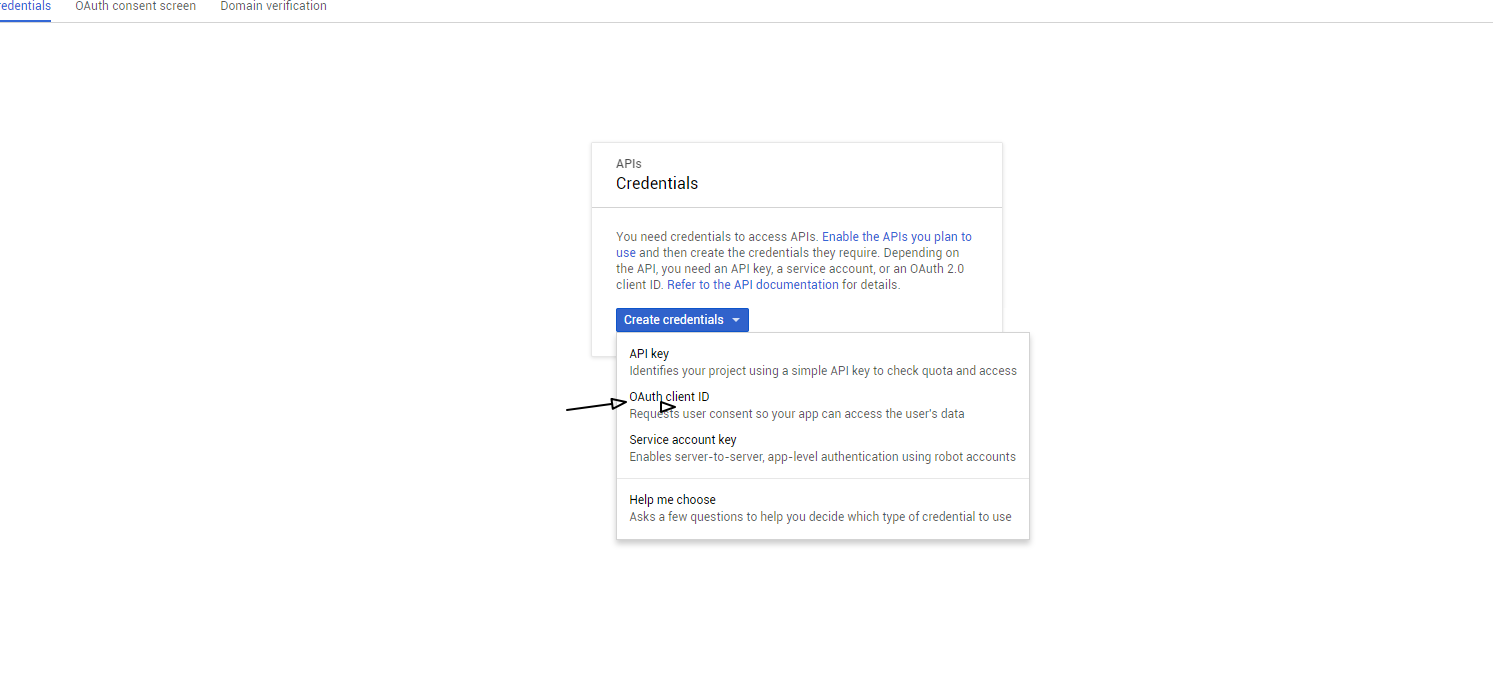 redentials OAuth consent screen Domain verification
APIs
Credentials
You need credentials to access APIs. Enable the APIs you plan to
use and then create the credentials they require. Depending on
the API, you need an API key, a service account, or an OAuth 2.0
client ID. Refer to the API documentation for details.
Create credentials
API key
Identifies your project using a simple API key to check quota and access
OAuth client ID
Requests user consent so your app can access the user's data
Service account key
Enables server-to-server, app-level authentication using robot accounts
Help me choose
Asks a few questions to help you decide which type of credential to use